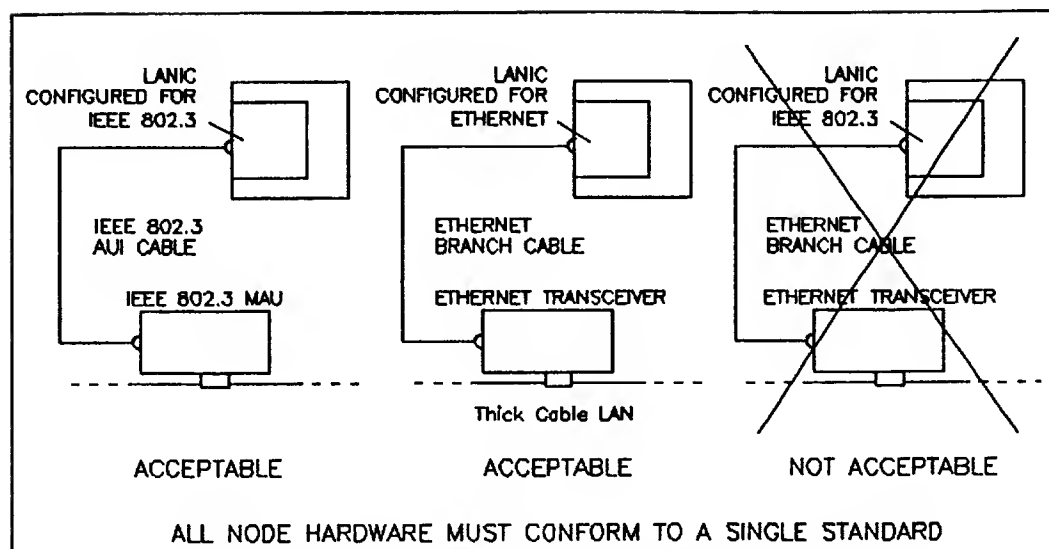 LANIC
CONFIGURED FOR
IEEE 802.3
IEEE 802.3
AUI CABLE
IEEE 802.3 MAU
ACCEPTABLE
LANIC
CONFIGURED FOR
ETHERNET
ETHERNET
BRANCH CABLE
ETHERNET TRANSCEIVER
Thick Cable LAN
ACCEPTABLE
LANIC
CONFIGURED FOR
IEEE 802.3
ETHERNET
BRANCH CABLE
ETHERNET TRANSCEIVER
NOT ACCEPTABLE
ALL NODE HARDWARE MUST CONFORM TO A SINGLE STANDARD